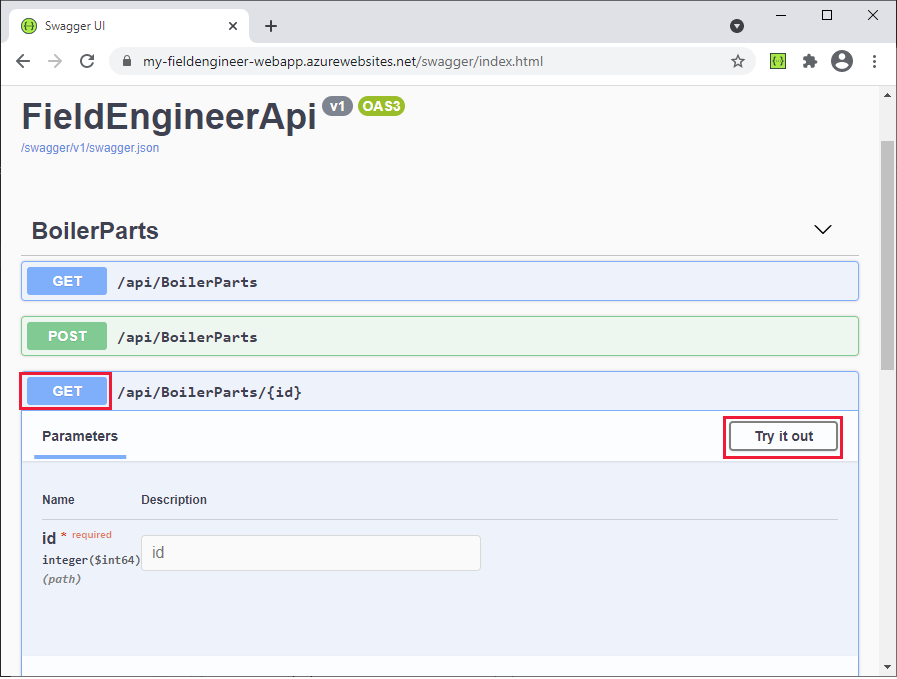 Swagger UI
my-fieldengineer-webapp.azurewebsites.net/swagger/index.html
FieldEngineerApi v1 OAS3
/swagger/v1/swagger.json
BoilerParts
GET /api/BoilerParts
POST /api/BoilerParts
GET /api/BoilerParts/{id}
Parameters Try it out
Name Description
id * required
integer($int64) id
(path)